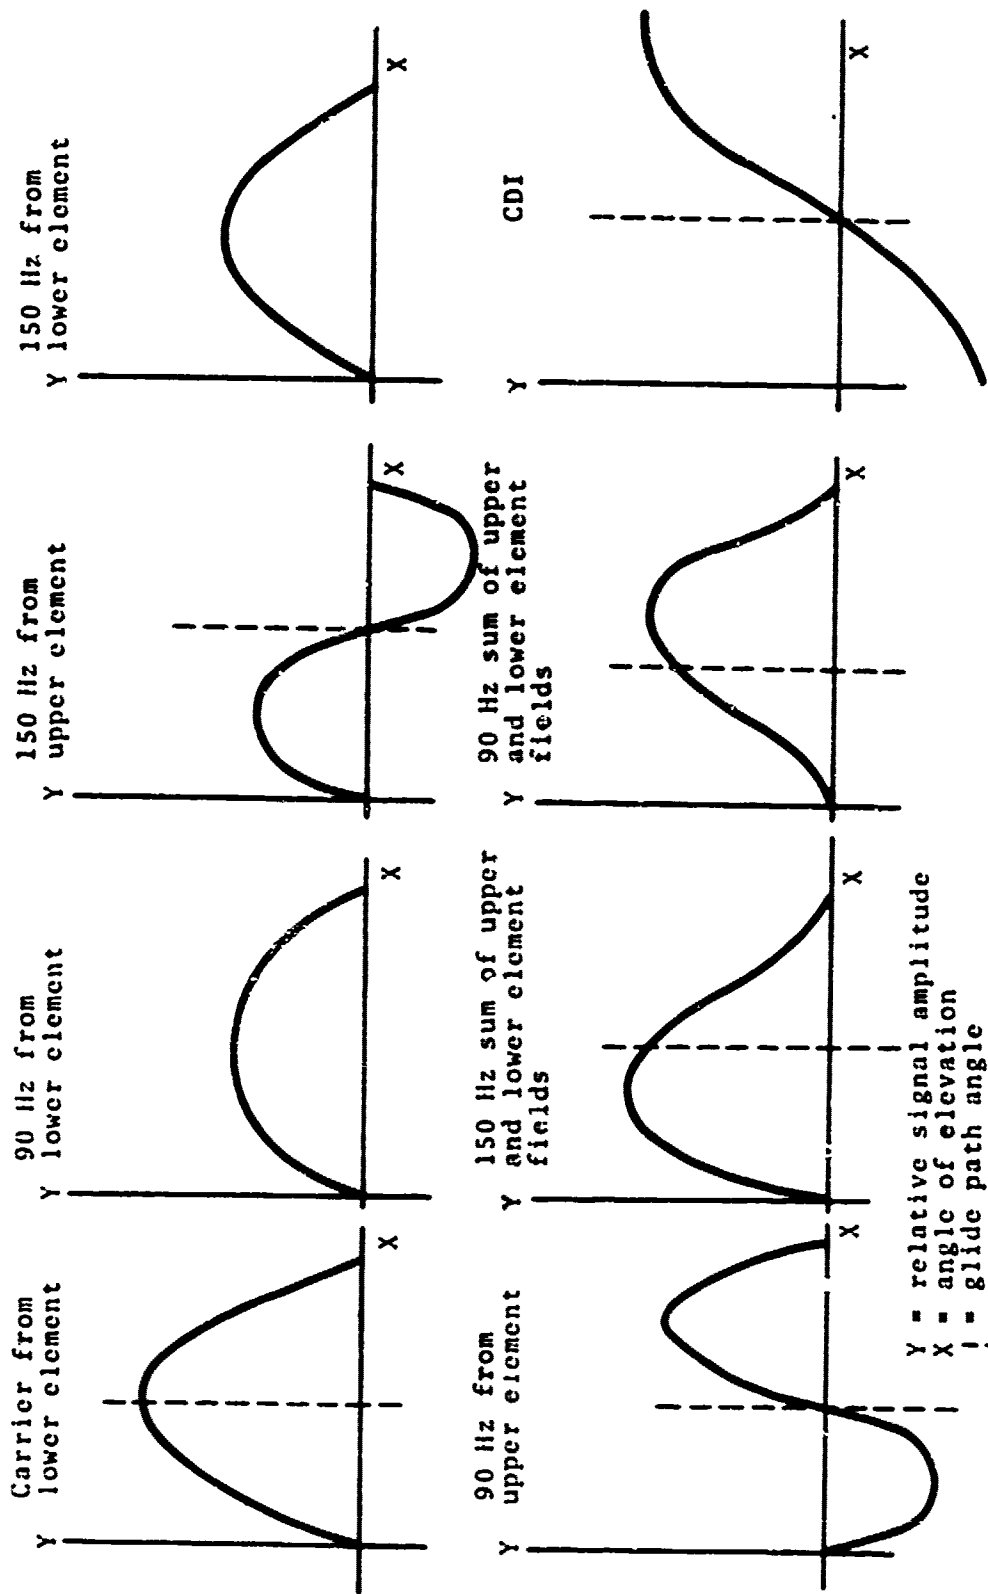 Carrier from
lower element
Y
X
90 Hz from
lower element
Y
X
150 Hz from
upper element
Y
X
150 Hz from
lower element
Y
X
90 Hz from
upper element
Y
X
150 Hz sum of upper
and lower element
fields
Y
X
90 Hz sum of upper
and lower element
fields
Y
X
CDI
Y
X
Y = relative signal amplitude
X = angle of elevation
¦ = glide path angle